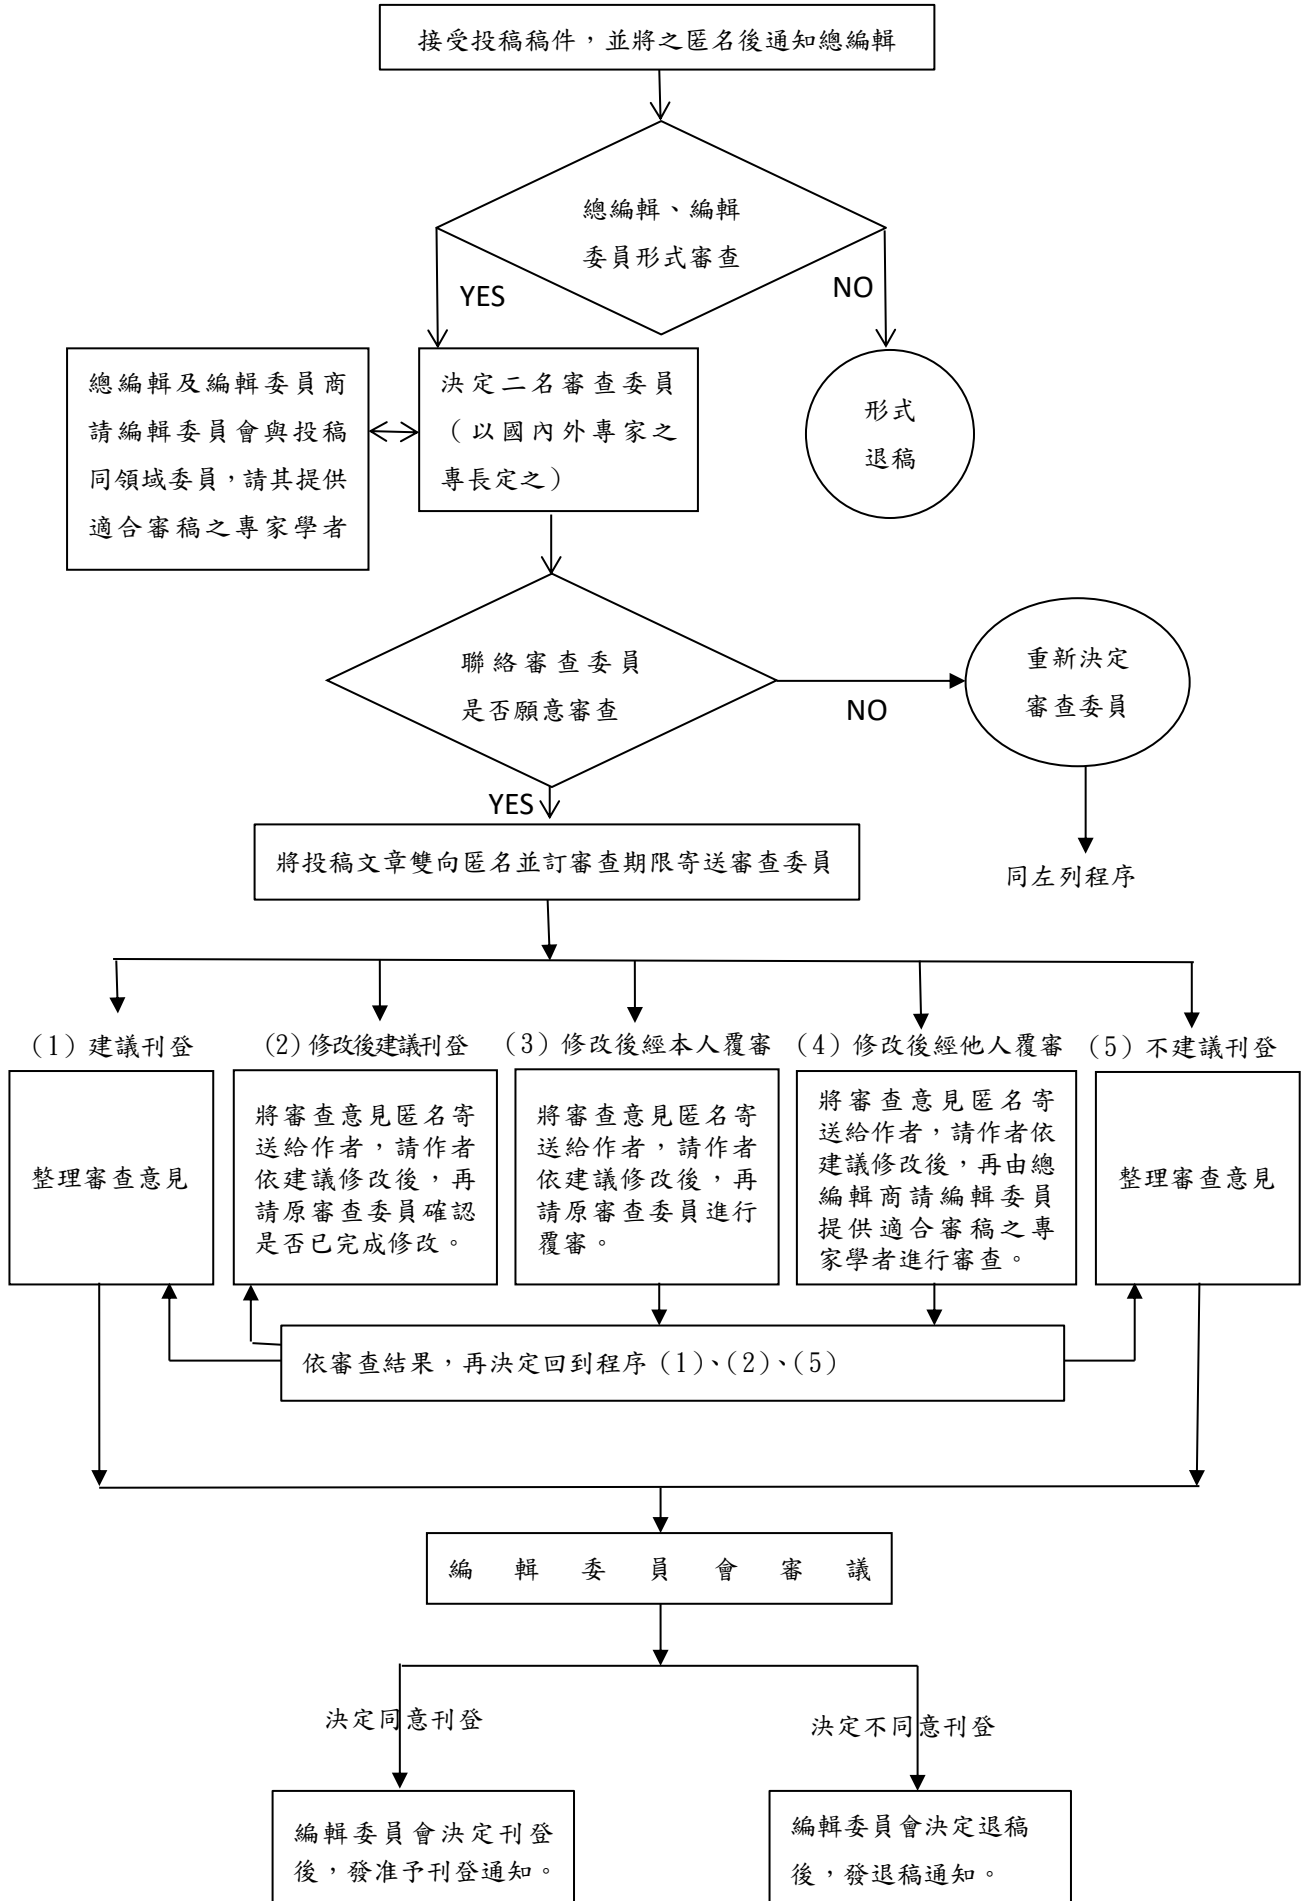 接受投稿稿件，並將之匿名後通知總編輯
總編輯、編輯
委員形式審查
YES
NO
總編輯及編輯委員商
請編輯委員會與投稿
同領域委員，請其提供
適合審稿之專家學者
決定二名審查委員
（以國內外專家之
專長定之）
形式
退稿
聯絡審查委員
是否願意審查
NO
重新決定
審查委員
YES
將投稿文章雙向匿名並訂審查期限寄送審查委員
同左列程序
(1) 建議刊登
(2) 修改後建議刊登
(3) 修改後經本人覆審
(4) 修改後經他人覆審
(5) 不建議刊登
整理審查意見
將審查意見匿名寄
送給作者，請作者
依建議修改後，再
請原審查委員確認
是否已完成修改。
將審查意見匿名寄
送給作者，請作者
依建議修改後，再
請原審查委員進行
覆審。
將審查意見匿名寄
送給作者，請作者依
建議修改後，再由總
編輯商請編輯委員
提供適合審稿之專
家學者進行審查。
整理審查意見
依審查結果，再決定回到程序 (1)、(2)、(5)
編輯委員會審議
決定同意刊登
決定不同意刊登
編輯委員會決定刊登
後，發准予刊登通知。
編輯委員會決定退稿
後，發退稿通知。